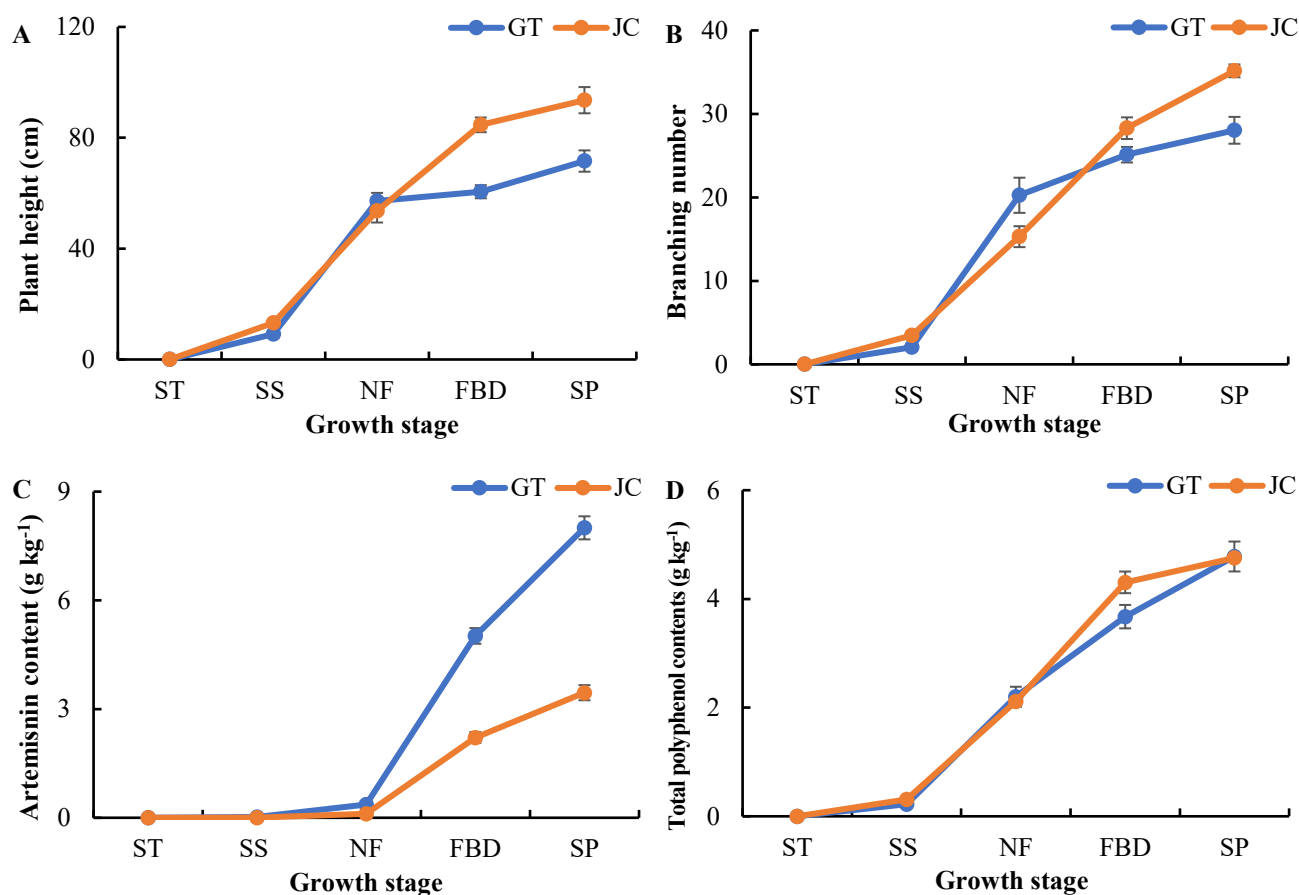 A
GT JC
Plant height (cm)
120
80
40
0
ST SS NF FBD SP
Growth stage
B
GT JC
Branching number
40
30
20
10
0
ST SS NF FBD SP
Growth stage
C
GT JC
Artemisnin content (g kg⁻¹)
9
6
3
0
ST SS NF FBD SP
Growth stage
D
GT JC
Total polyphenol contents (g kg⁻¹)
6
4
2
0
ST SS NF FBD SP
Growth stage